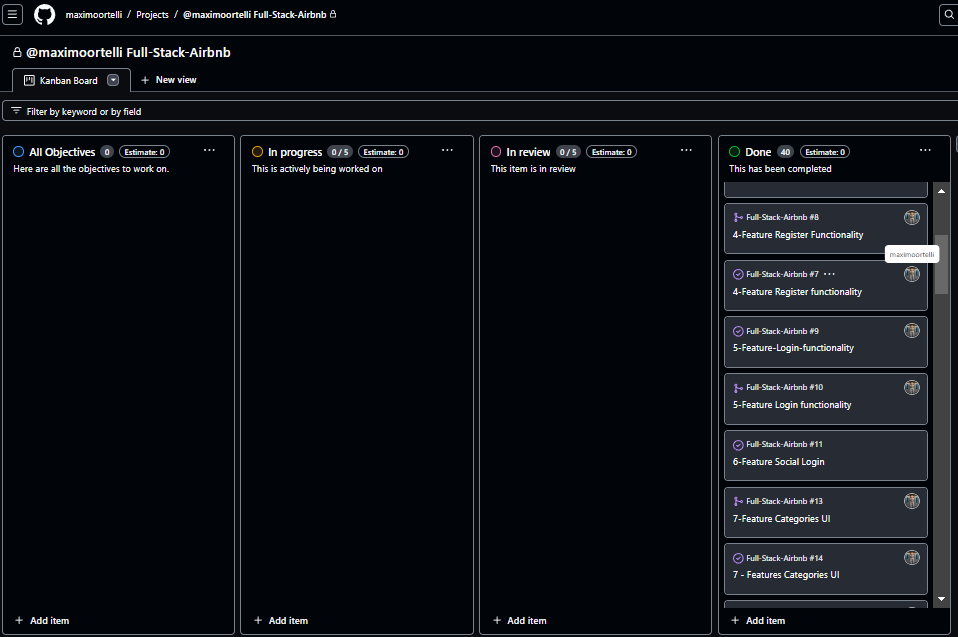 maximoortelli / Projects / @maximoortelli Full-Stack-Airbnb
@maximoortelli Full-Stack-Airbnb
Kanban Board
+ New view
Filter by keyword or by field
All Objectives 0 Estimate: 0
Here are all the objectives to work on.
+ Add item
In progress 0 / 5 Estimate: 0
This is actively being worked on
+ Add item
In review 0 / 5 Estimate: 0
This item is in review
+ Add item
Done 40 Estimate: 0
This has been completed
Full-Stack-Airbnb #8
4-Feature Register Functionality
maximoortelli
Full-Stack-Airbnb #7 ...
4-Feature Register functionality
Full-Stack-Airbnb #9
5-Feature-Login-functionality
Full-Stack-Airbnb #10
5-Feature Login functionality
Full-Stack-Airbnb #11
6-Feature Social Login
Full-Stack-Airbnb #13
7-Feature Categories UI
Full-Stack-Airbnb #14
7 - Features Categories UI
+ Add item